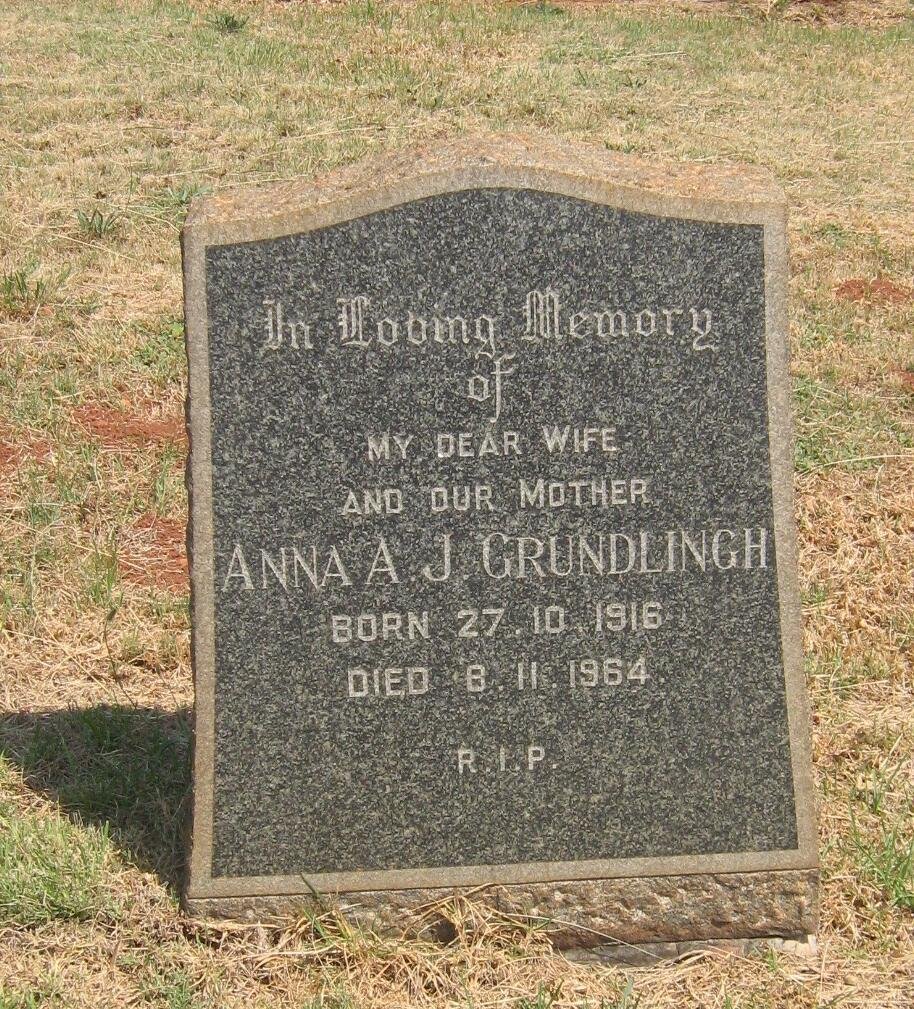 In Loving Memory
of
MY DEAR WIFE
AND OUR MOTHER
ANNA A. J. GRUNDLINGH
BORN 27.10.1916
DIED 8.11.1964.
R.I.P.